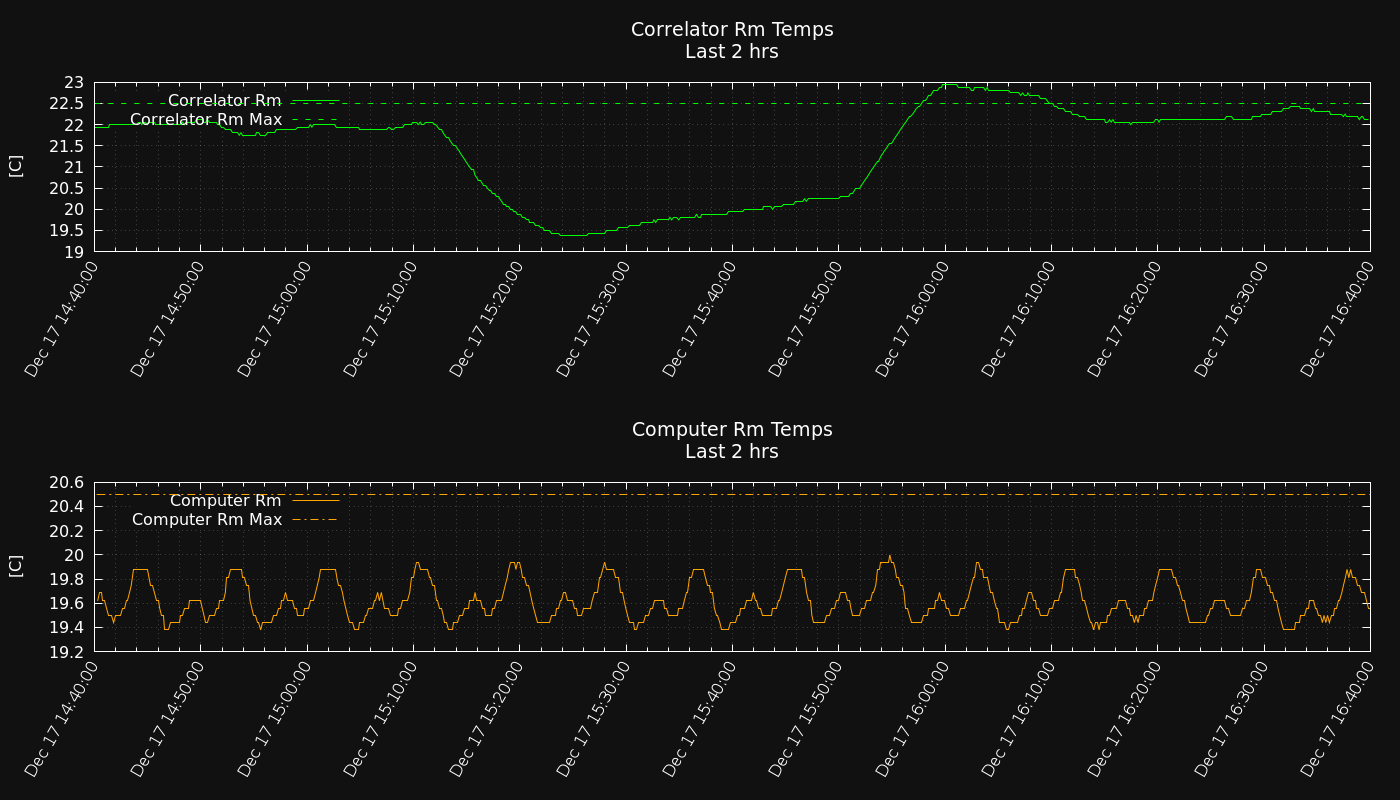 Correlator Rm Temps
Last 2 hrs
[C]
23
22.5
22
21.5
21
20.5
20
19.5
19
Correlator Rm
Correlator Rm Max
Dec 17 14:40:00
Dec 17 14:50:00
Dec 17 15:00:00
Dec 17 15:10:00
Dec 17 15:20:00
Dec 17 15:30:00
Dec 17 15:40:00
Dec 17 15:50:00
Dec 17 16:00:00
Dec 17 16:10:00
Dec 17 16:20:00
Dec 17 16:30:00
Dec 17 16:40:00
Computer Rm Temps
Last 2 hrs
[C]
20.6
20.4
20.2
20
19.8
19.6
19.4
19.2
Computer Rm
Computer Rm Max
Dec 17 14:40:00
Dec 17 14:50:00
Dec 17 15:00:00
Dec 17 15:10:00
Dec 17 15:20:00
Dec 17 15:30:00
Dec 17 15:40:00
Dec 17 15:50:00
Dec 17 16:00:00
Dec 17 16:10:00
Dec 17 16:20:00
Dec 17 16:30:00
Dec 17 16:40:00